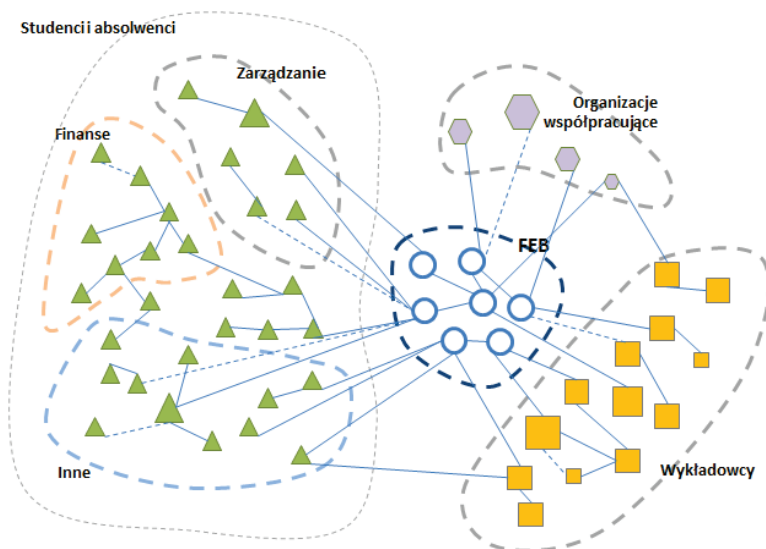 Studenci i absolwenci
Zarządzanie
Organizacje
współpracujące
Finanse
FEB
Inne
Wykładowcy